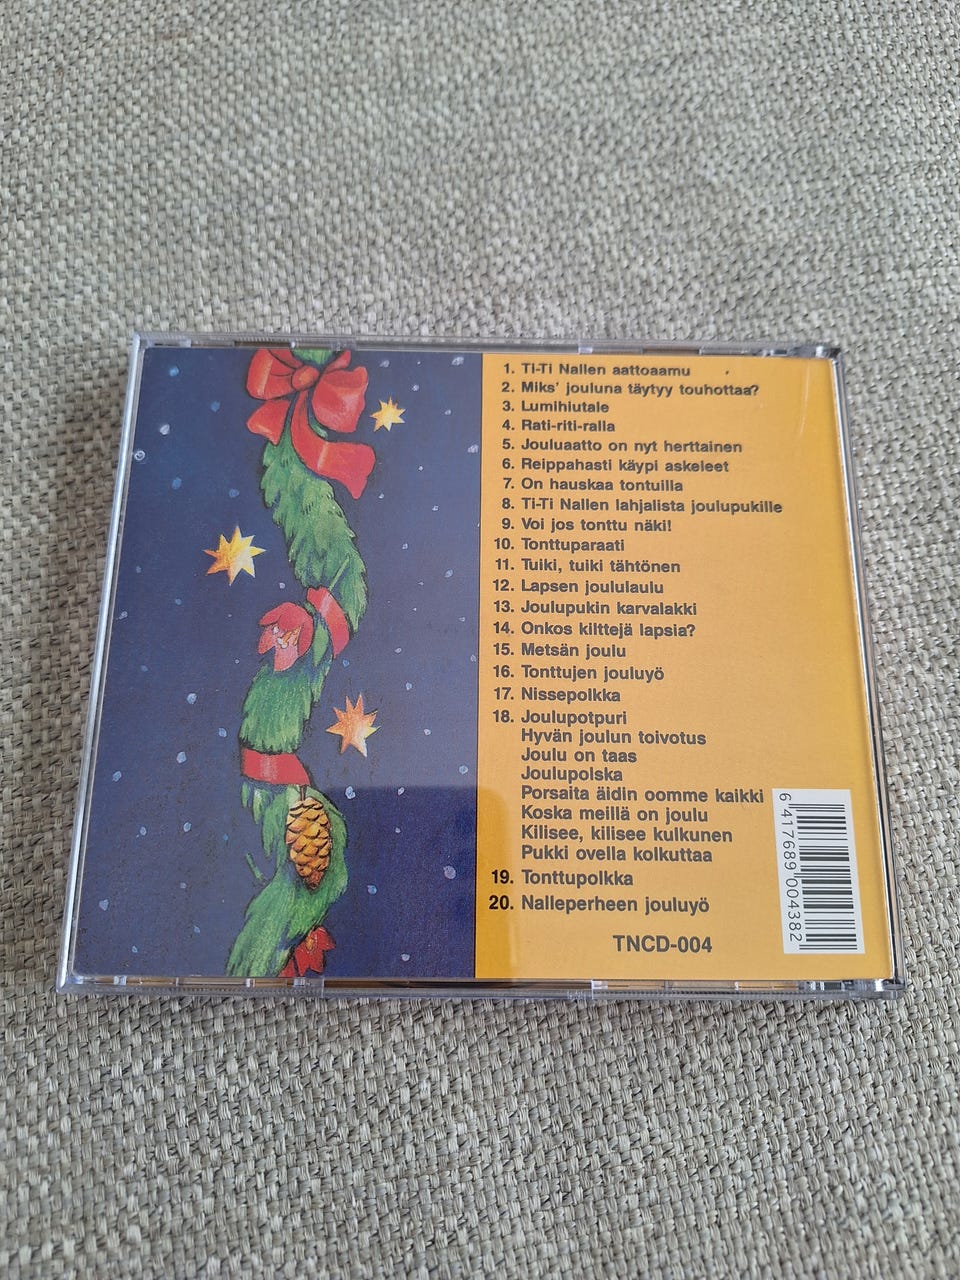 1. Ti-Ti Nallen aattoaamu
2. Miks' jouluna täytyy touhottaa?
3. Lumihiutale
4. Rati-riti-ralla
5. Jouluaatto on nyt herttainen
6. Reippahasti käypi askeleet
7. On hauskaa tontuilla
8. Ti-Ti Nallen lahjalista joulupukille
9. Voi jos tonttu näki!
10. Tonttuparaati
11. Tuiki, tuiki tähtönen
12. Lapsen joululaulu
13. Joulupukin karvalakki
14. Onkos kilttejä lapsia?
15. Metsän joulu
16. Tonttujen jouluyö
17. Nissepolkka
18. Joulupotpuri
Hyvän joulun toivotus
Joulu on taas
Joulupolska
Porsaita äidin oomme kaikki
Koska meillä on joulu
Kilisee, kilisee kulkunen
Pukki ovella kolkuttaa
19. Tonttupolkka
20. Nalleperheen jouluyö
TNCD-004
6 417689 004382